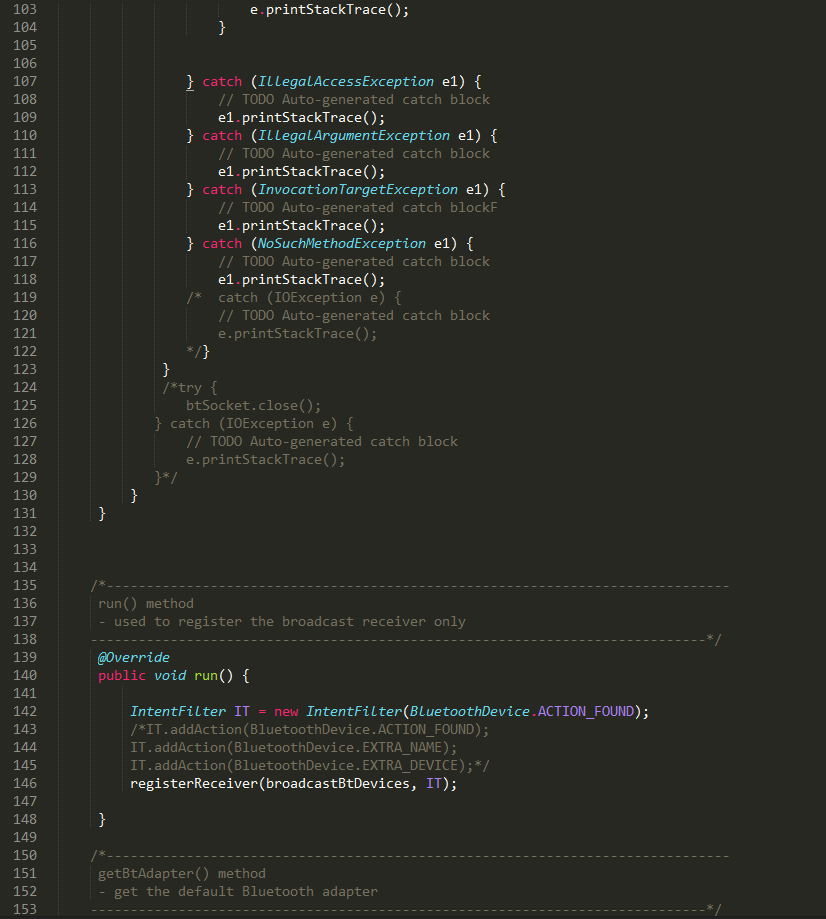 103 e.printStackTrace();
104 }
105
106
107 } catch (IllegalAccessException e1) {
108 // TODO Auto-generated catch block
109 e1.printStackTrace();
110 } catch (IllegalArgumentException e1) {
111 // TODO Auto-generated catch block
112 e1.printStackTrace();
113 } catch (InvocationTargetException e1) {
114 // TODO Auto-generated catch blockF
115 e1.printStackTrace();
116 } catch (NoSuchMethodException e1) {
117 // TODO Auto-generated catch block
118 e1.printStackTrace();
119 /*  catch (IOException e) {
120 // TODO Auto-generated catch block
121 e.printStackTrace();
122 */}
123 }
124 /*try {
125 btSocket.close();
126 } catch (IOException e) {
127 // TODO Auto-generated catch block
128 e.printStackTrace();
129 }*/
130 }
131 }
132
133
134
135 /*------------------------------------------------------------------------------
136 run() method
137 - used to register the broadcast receiver only
138 -----------------------------------------------------------------------------*/
139 @Override
140 public void run() {
141
142 IntentFilter IT = new IntentFilter(BluetoothDevice.ACTION_FOUND);
143 /*IT.addAction(BluetoothDevice.ACTION_FOUND);
144 IT.addAction(BluetoothDevice.EXTRA_NAME);
145 IT.addAction(BluetoothDevice.EXTRA_DEVICE);*/
146 registerReceiver(broadcastBtDevices, IT);
147
148 }
149
150 /*------------------------------------------------------------------------------
151 getBtAdapter() method
152 - get the default Bluetooth adapter
153 -----------------------------------------------------------------------------*/